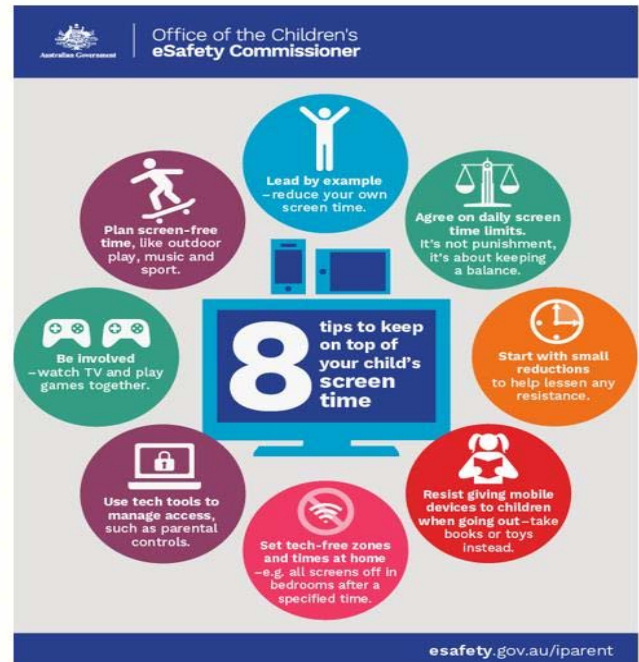 Australian Government
Office of the Children's
eSafety Commissioner
Lead by example
–reduce your own
screen time.
Agree on daily screen
time limits.
It's not punishment,
it's about keeping
a balance.
Start with small
reductions
to help lessen any
resistance.
Resist giving mobile
devices to children
when going out–take
books or toys
instead.
Set tech-free zones
and times at home
–e.g. all screens off in
bedrooms after a
specified time.
Use tech tools to
manage access,
such as parental
controls.
Be involved
–watch TV and play
games together.
Plan screen-free
time, like outdoor
play, music and
sport.
8
tips to keep
on top of
your child's
screen
time
esafety.gov.au/iparent